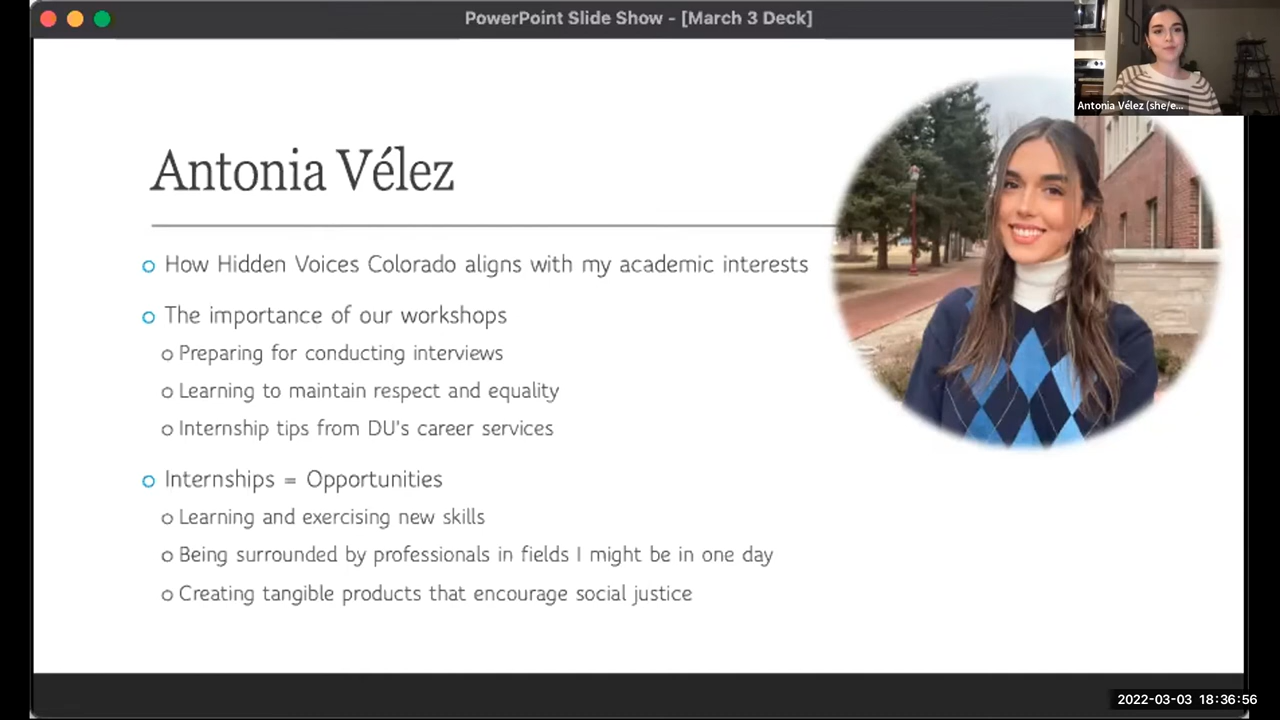 PowerPoint Slide Show - [March 3 Deck]
Antonia Vélez (she/e...
Antonia Vélez
How Hidden Voices Colorado aligns with my academic interests
The importance of our workshops
Preparing for conducting interviews
Learning to maintain respect and equality
Internship tips from DU's career services
Internships = Opportunities
Learning and exercising new skills
Being surrounded by professionals in fields I might be in one day
Creating tangible products that encourage social justice
2022-03-03 18:36:56